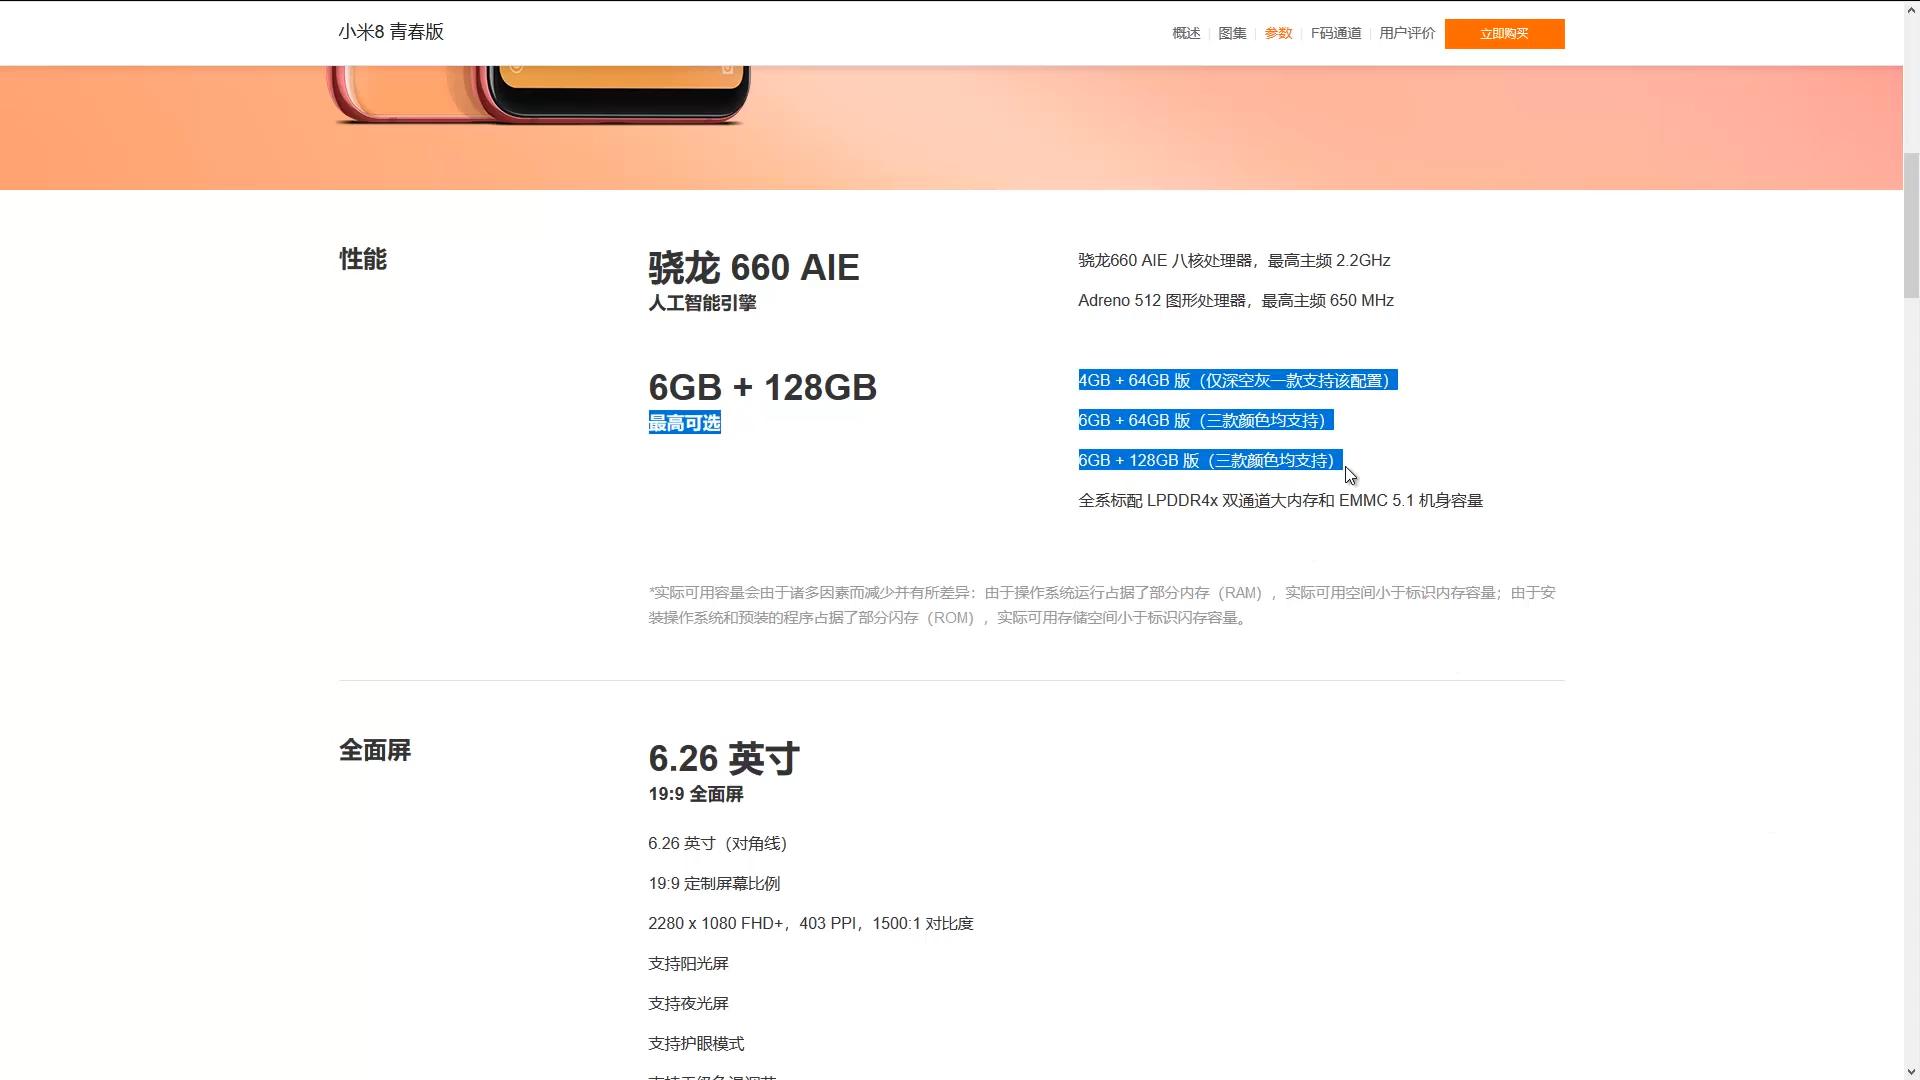 小米8 青春版
概述
图集
参数
F码通道
用户评价
立即购买
性能
骁龙 660 AIE
人工智能引擎
骁龙660 AIE 八核处理器，最高主频 2.2GHz
Adreno 512 图形处理器，最高主频 650 MHz
6GB + 128GB
最高可选
4GB + 64GB 版（仅深空灰一款支持该配置）
6GB + 64GB 版（三款颜色均支持）
6GB + 128GB 版（三款颜色均支持）
全系标配 LPDDR4x 双通道大内存和 EMMC 5.1 机身容量
*实际可用容量会由于诸多因素而减少并有所差异：由于操作系统运行占据了部分内存（RAM），实际可用空间小于标识内存容量；由于安
装操作系统和预装的程序占据了部分闪存（ROM），实际可用存储空间小于标识闪存容量。
全面屏
6.26 英寸
19:9 全面屏
6.26 英寸（对角线）
19:9 定制屏幕比例
2280 x 1080 FHD+，403 PPI，1500:1 对比度
支持阳光屏
支持夜光屏
支持护眼模式